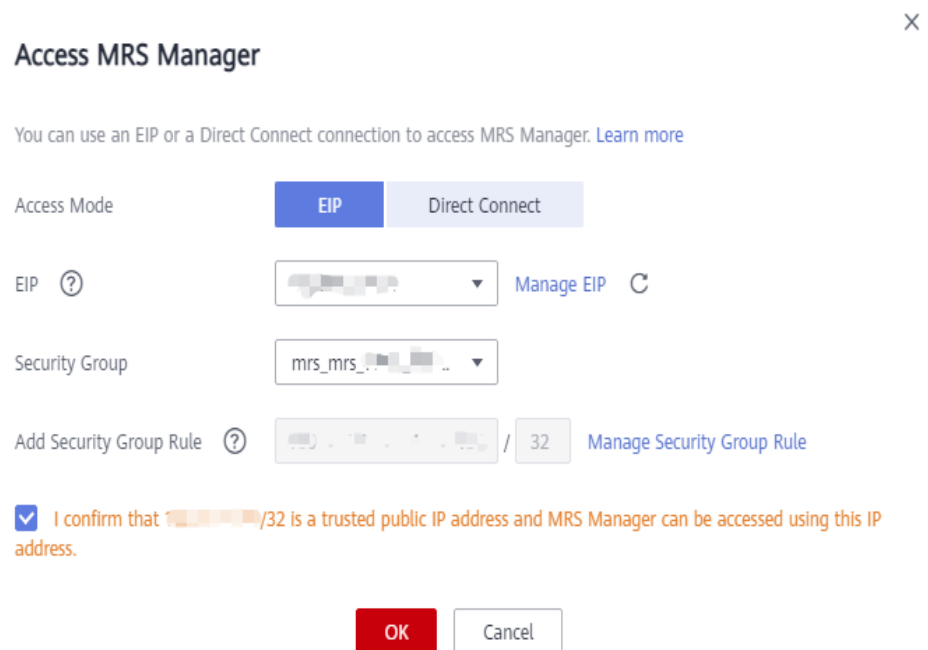 Access MRS Manager
You can use an EIP or a Direct Connect connection to access MRS Manager. Learn more
Access Mode EIP Direct Connect
EIP ? Manage EIP
Security Group mrs_mrs_ ..
Add Security Group Rule ? / 32 Manage Security Group Rule
I confirm that /32 is a trusted public IP address and MRS Manager can be accessed using this IP
address.
OK Cancel